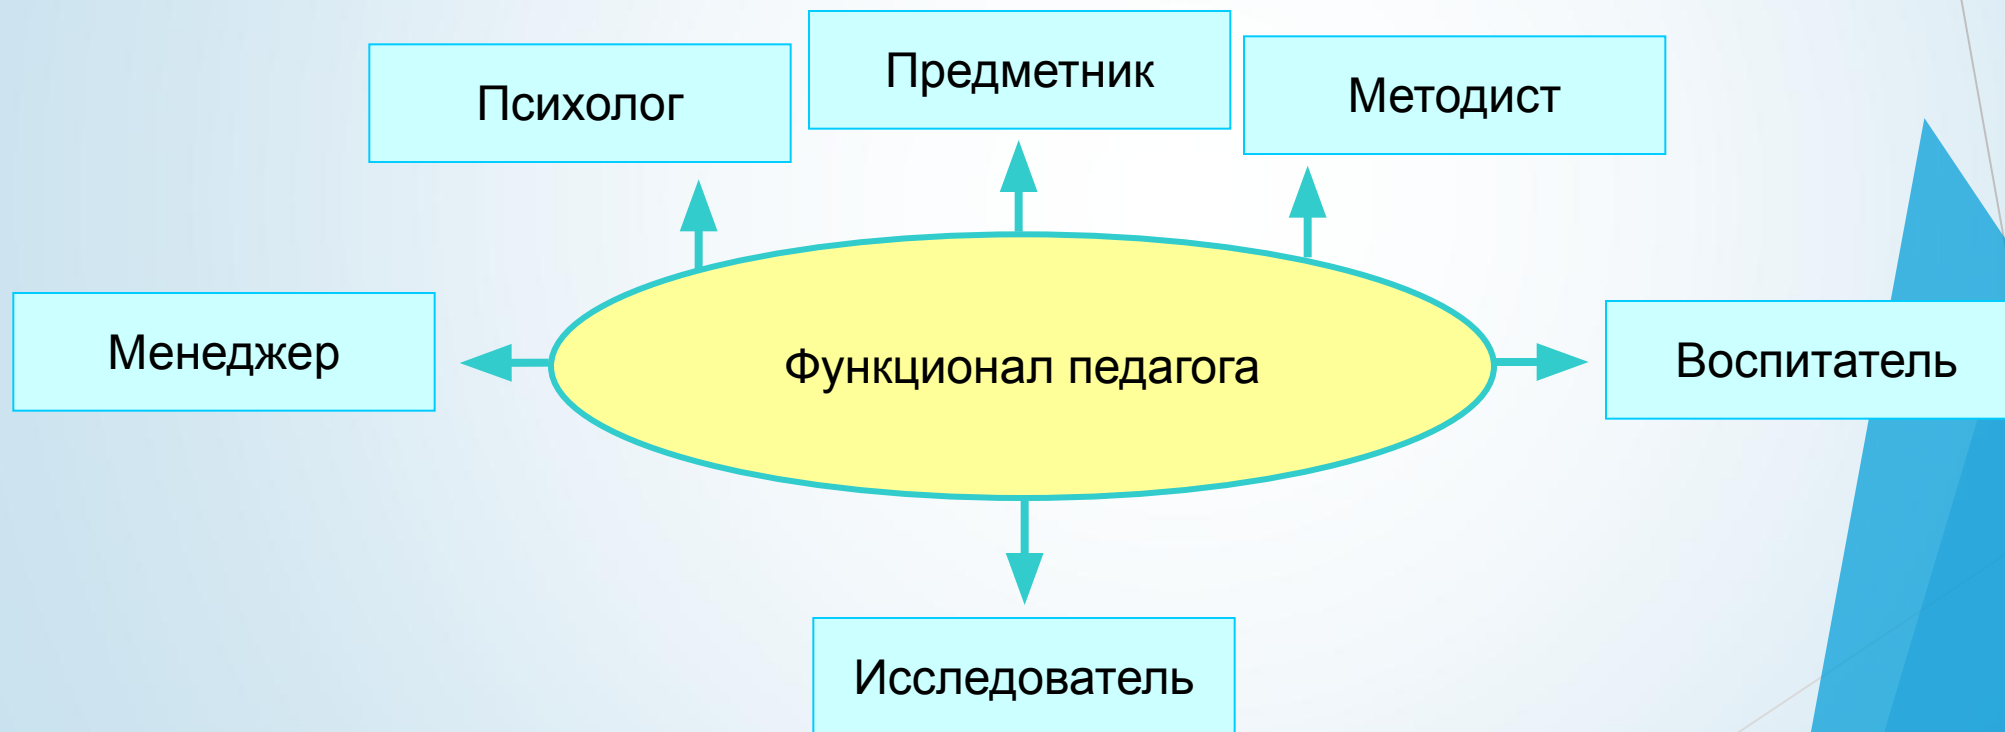 Предметник
Психолог
Методист
Менеджер
Функционал педагога
Воспитатель
Исследователь